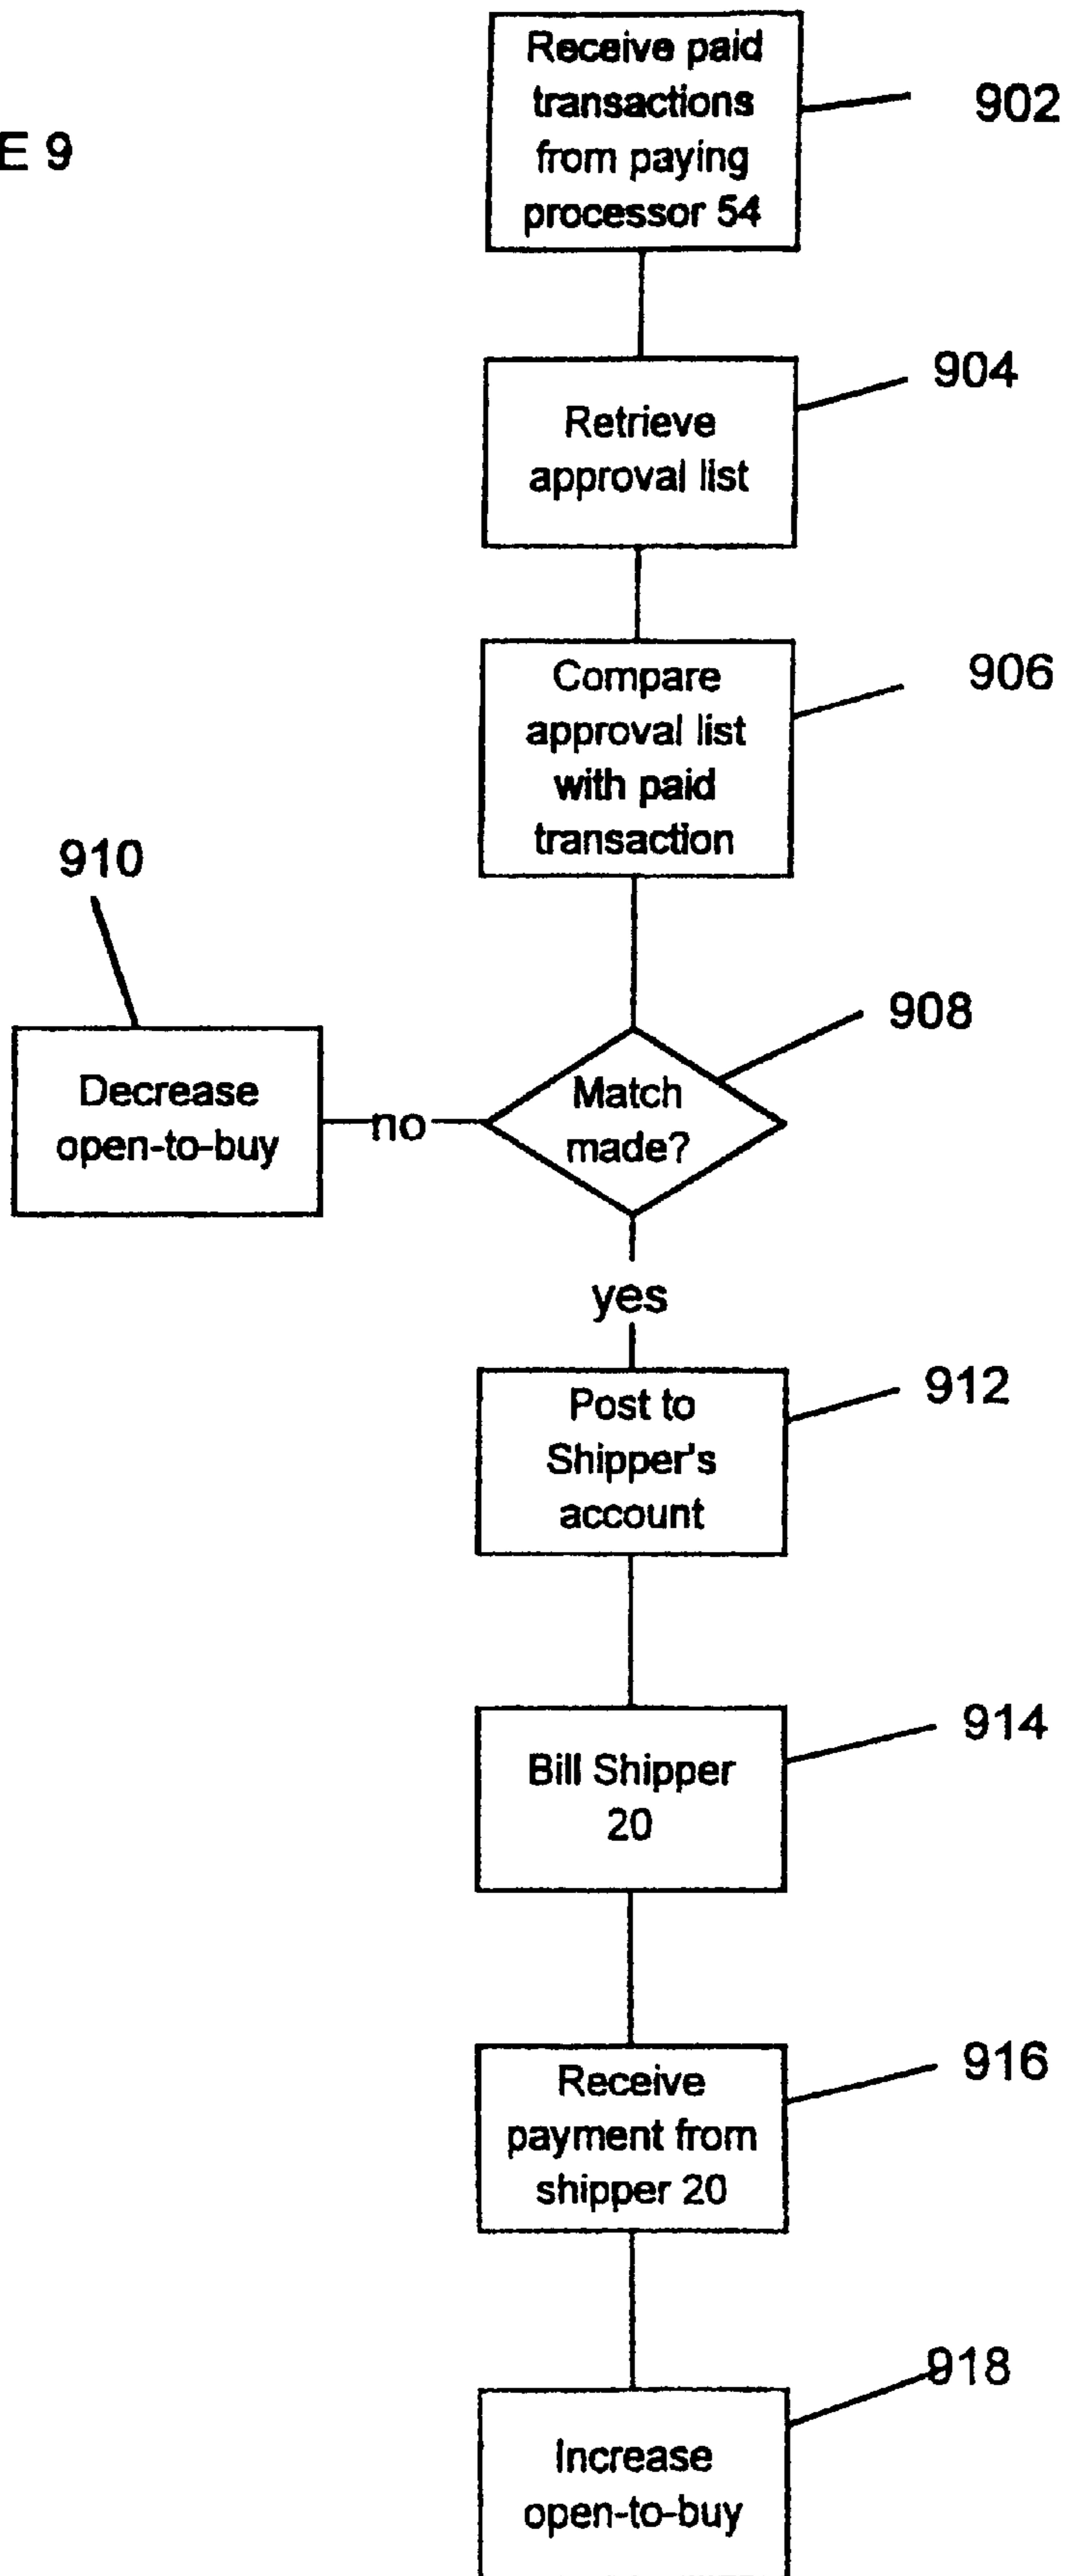 E 9
Receive paid
transactions
from paying
processor 54
902
Retrieve
approval list
904
Compare
approval list
with paid
transaction
906
910
Decrease
open-to-buy
no
Match
made?
908
yes
Post to
Shipper's
account
912
Bill Shipper
20
914
Receive
payment from
shipper 20
916
Increase
open-to-buy
918